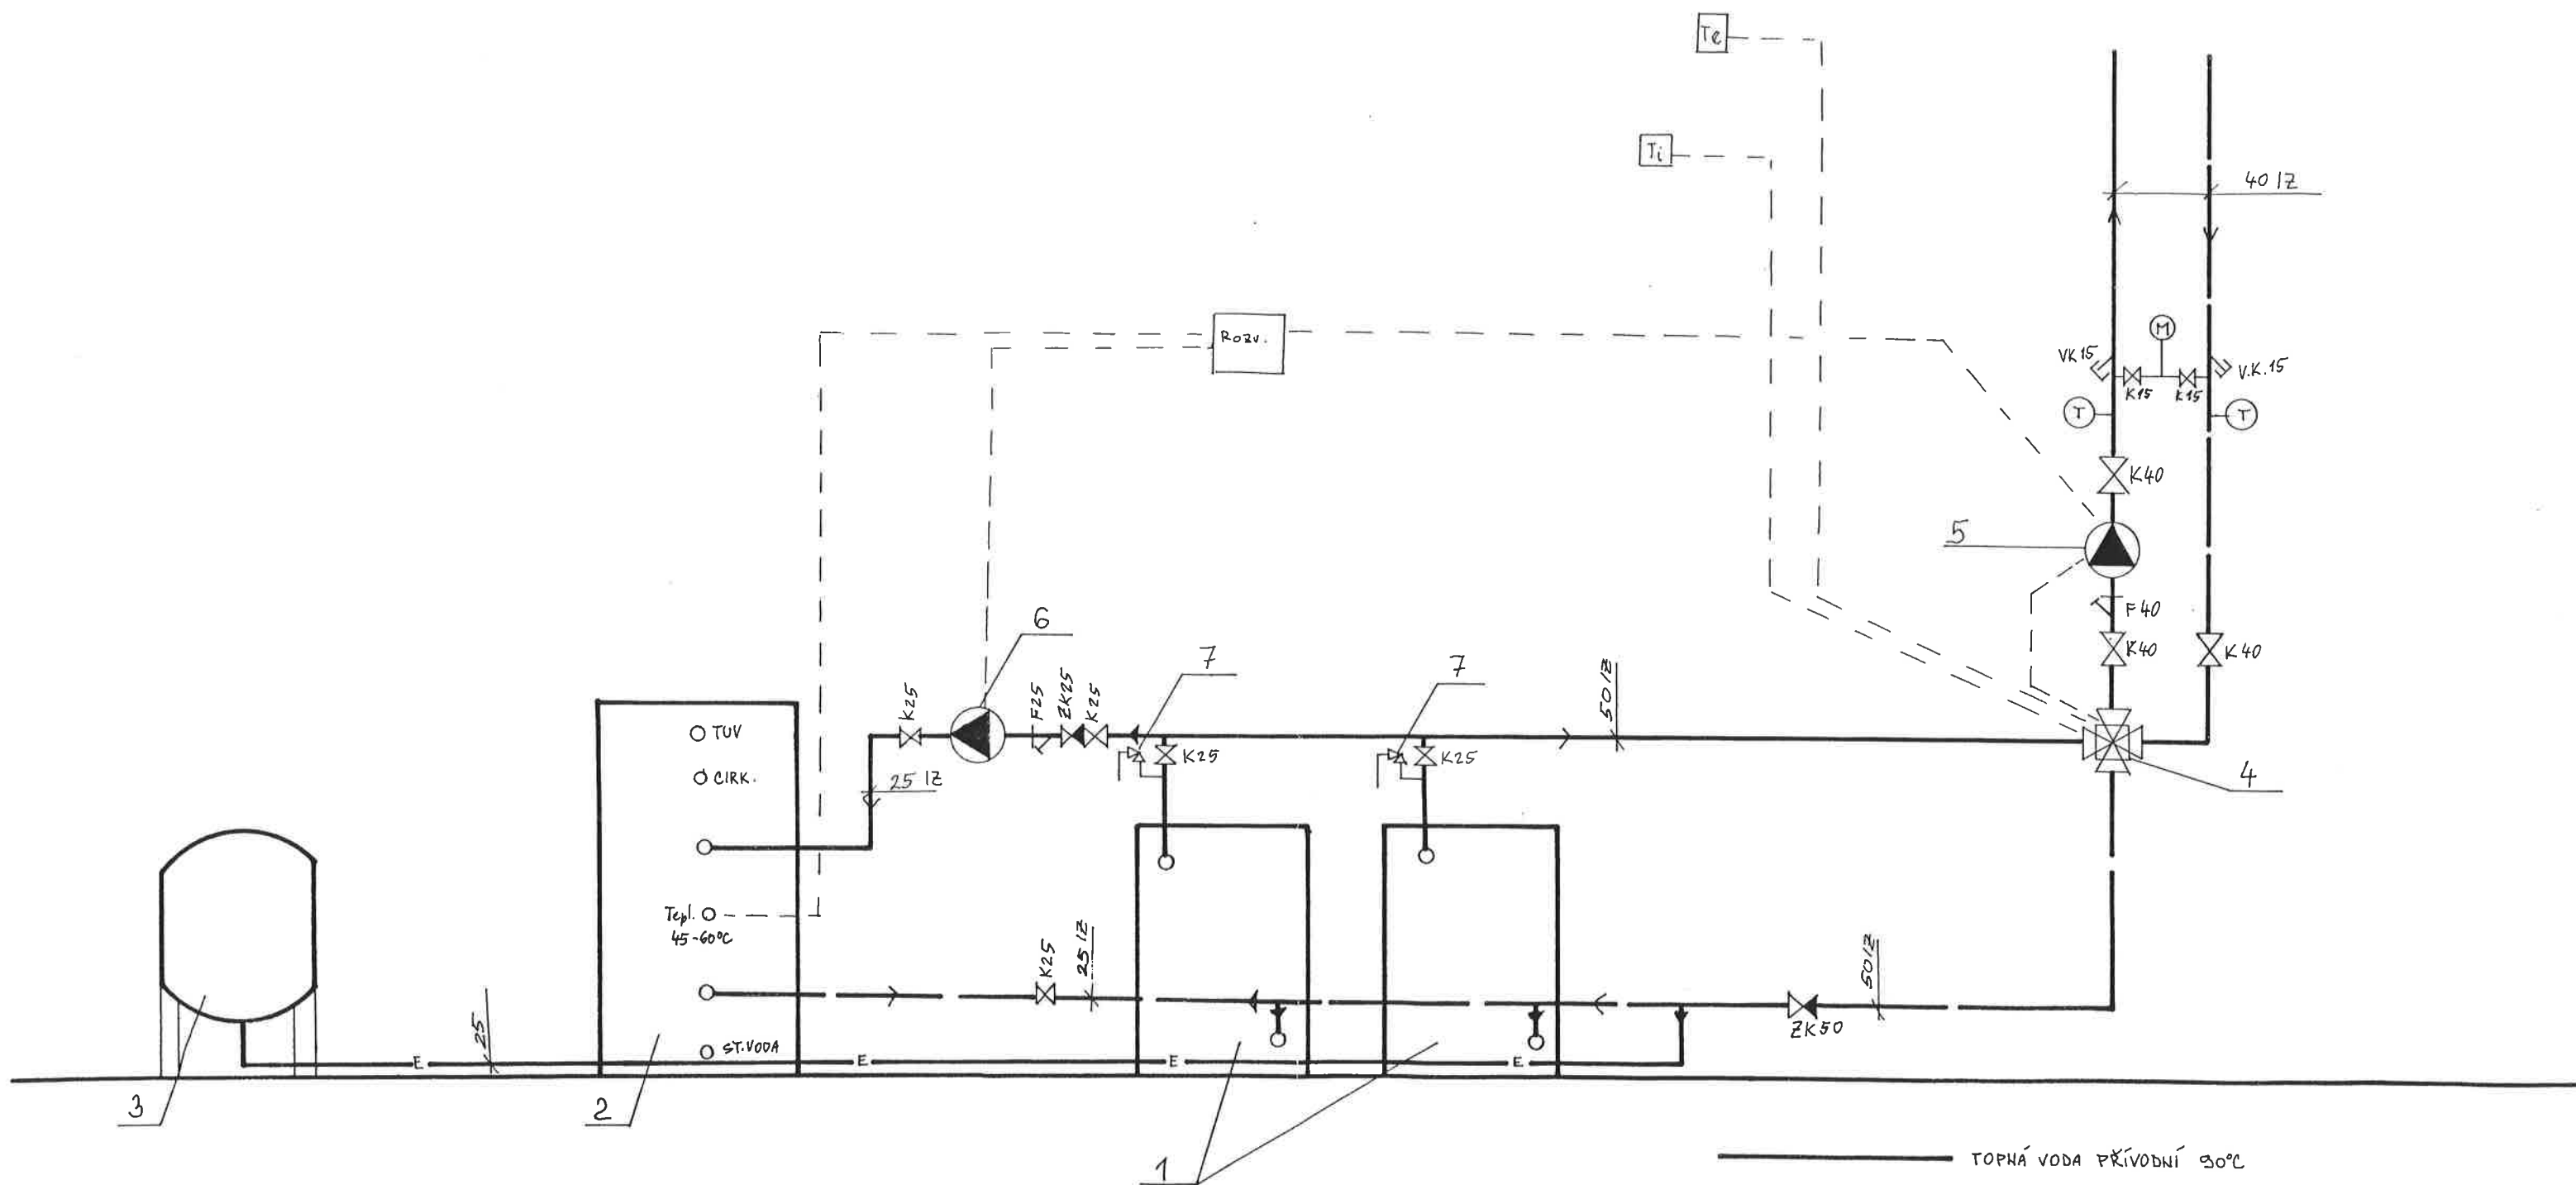 Te
Ti
40 IZ
Rozv.
M
VK15
V.K.15
K15
K15
T
T
K40
5
F40
K40
K40
6
7
7
50 IZ
K25
F25
ZK25
K25
K25
K25
TUV
CIRK.
25 IZ
4
Tepl.
45-60°C
K25
25 IZ
50 IZ
ZK50
ST.VODA
25
E
E
E
E
3
2
1
TOPNÁ VODA PŘÍVODNÍ 90°C